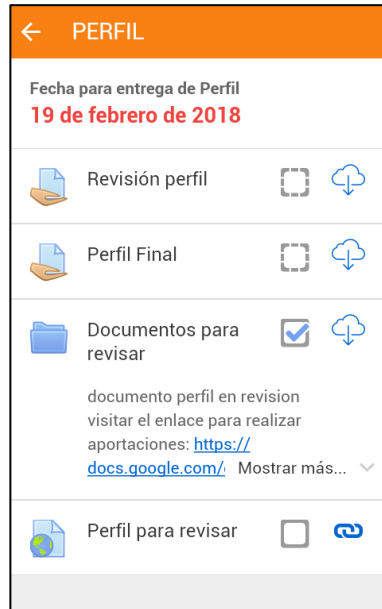 PERFIL
Fecha para entrega de Perfil
19 de febrero de 2018
Revisión perfil
Perfil Final
Documentos para
revisar
documento perfil en revision
visitar el enlace para realizar
aportaciones: https://
docs.google.com/ Mostrar más...
Perfil para revisar